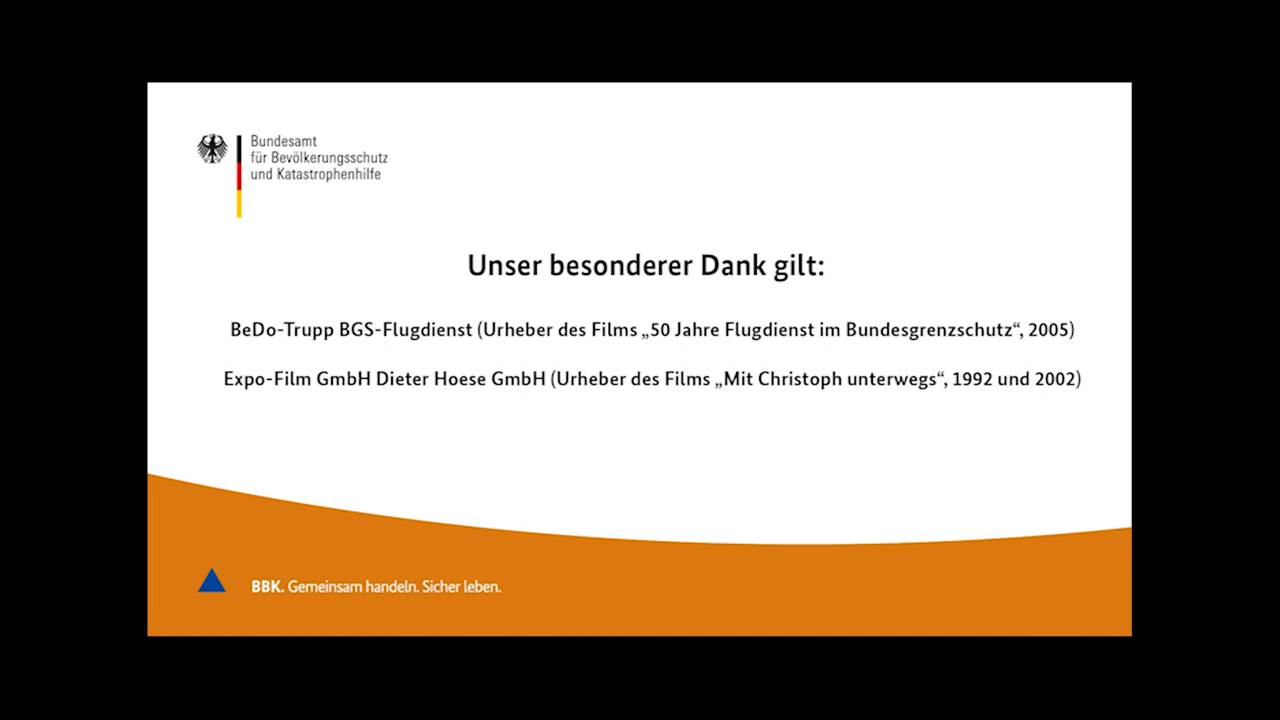 Bundesamt
für Bevölkerungsschutz
und Katastrophenhilfe
Unser besonderer Dank gilt:
BeDo-Trupp BGS-Flugdienst (Urheber des Films „50 Jahre Flugdienst im Bundesgrenzschutz“, 2005)
Expo-Film GmbH Dieter Hoese GmbH (Urheber des Films „Mit Christoph unterwegs“, 1992 und 2002)
BBK. Gemeinsam handeln. Sicher leben.